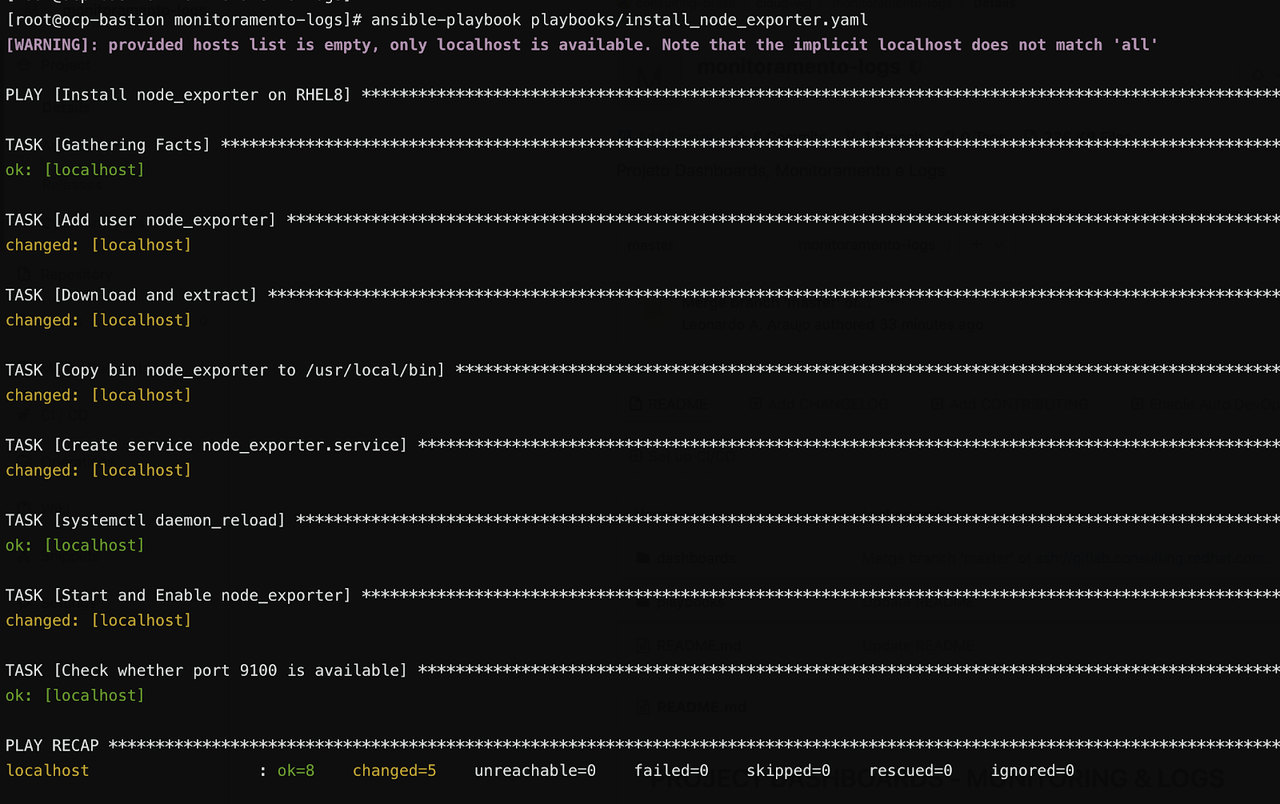 [root@ocp-bastion monitoramento-logs]# ansible-playbook playbooks/install_node_exporter.yaml
[WARNING]: provided hosts list is empty, only localhost is available. Note that the implicit localhost does not match 'all'
PLAY [Install node_exporter on RHEL8] **************************************************************************************************
TASK [Gathering Facts] *****************************************************************************************************************
ok: [localhost]
TASK [Add user node_exporter] **********************************************************************************************************
changed: [localhost]
TASK [Download and extract] ************************************************************************************************************
changed: [localhost]
TASK [Copy bin node_exporter to /usr/local/bin] ****************************************************************************************
changed: [localhost]
TASK [Create service node_exporter.service] ********************************************************************************************
changed: [localhost]
TASK [systemctl daemon_reload] *********************************************************************************************************
ok: [localhost]
TASK [Start and Enable node_exporter] **************************************************************************************************
changed: [localhost]
TASK [Check whether port 9100 is available] ********************************************************************************************
ok: [localhost]
PLAY RECAP *****************************************************************************************************************************
localhost                  : ok=8    changed=5    unreachable=0    failed=0    skipped=0    rescued=0    ignored=0